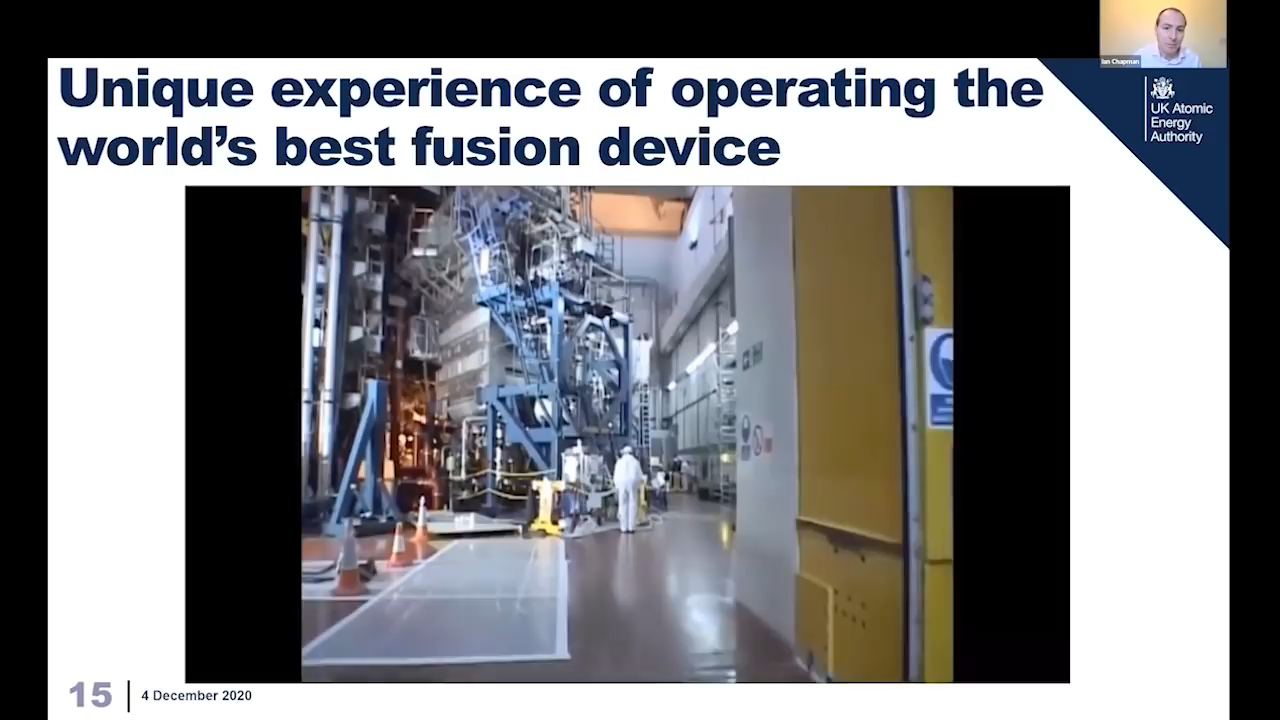 Ian Chapman
Unique experience of operating the
world's best fusion device
UK Atomic
Energy
Authority
15
4 December 2020